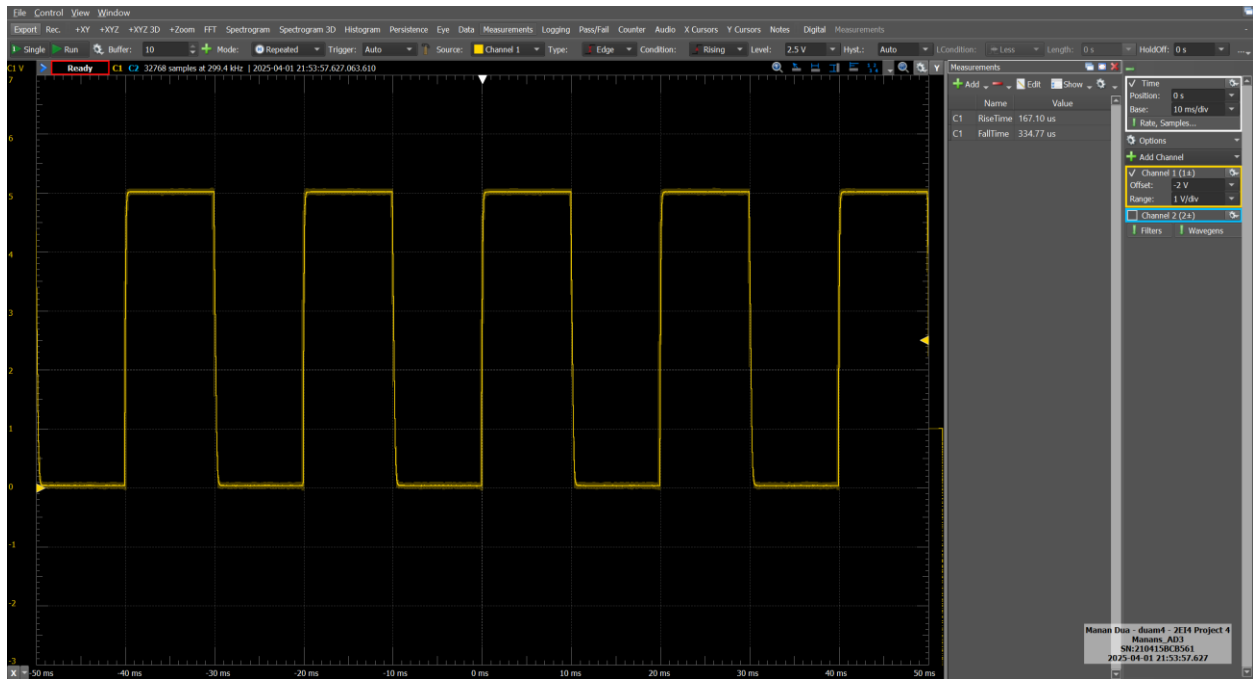 File Control View Window
Export Rec. +XY +XYZ +XYZ 3D +Zoom FFT Spectrogram Spectrogram 3D Histogram Persistence Eye Data Measurements Logging Pass/Fail Counter Audio X Cursors Y Cursors Notes Digital Measurements
Single Run Buffer: 10 Mode: Repeated Trigger: Auto Source: Channel 1 Type: Edge Condition: Rising Level: 2.5 V Hyst.: Auto LCondition: Less Length: 0 s HoldOff: 0 s
C1 V Ready C1 C2 32768 samples at 299.4 kHz | 2025-04-01 21:53:57.627.063.610 Y
Measurements
Add Edit Show
Name Value
C1 RiseTime 167.10 us
C1 FallTime 334.77 us
Time
Position: 0 s
Base: 10 ms/div
Rate, Samples...
Options
Add Channel
Channel 1 (1±)
Offset: -2 V
Range: 1 V/div
Channel 2 (2±)
Filters Wavegens
7
6
5
4
3
2
1
0
-1
-2
-3
X -50 ms -40 ms -30 ms -20 ms -10 ms 0 ms 10 ms 20 ms 30 ms 40 ms 50 ms
Manan Dua - duam4 - 2EI4 Project 4
Manans_AD3
SN:210415BCB561
2025-04-01 21:53:57.627